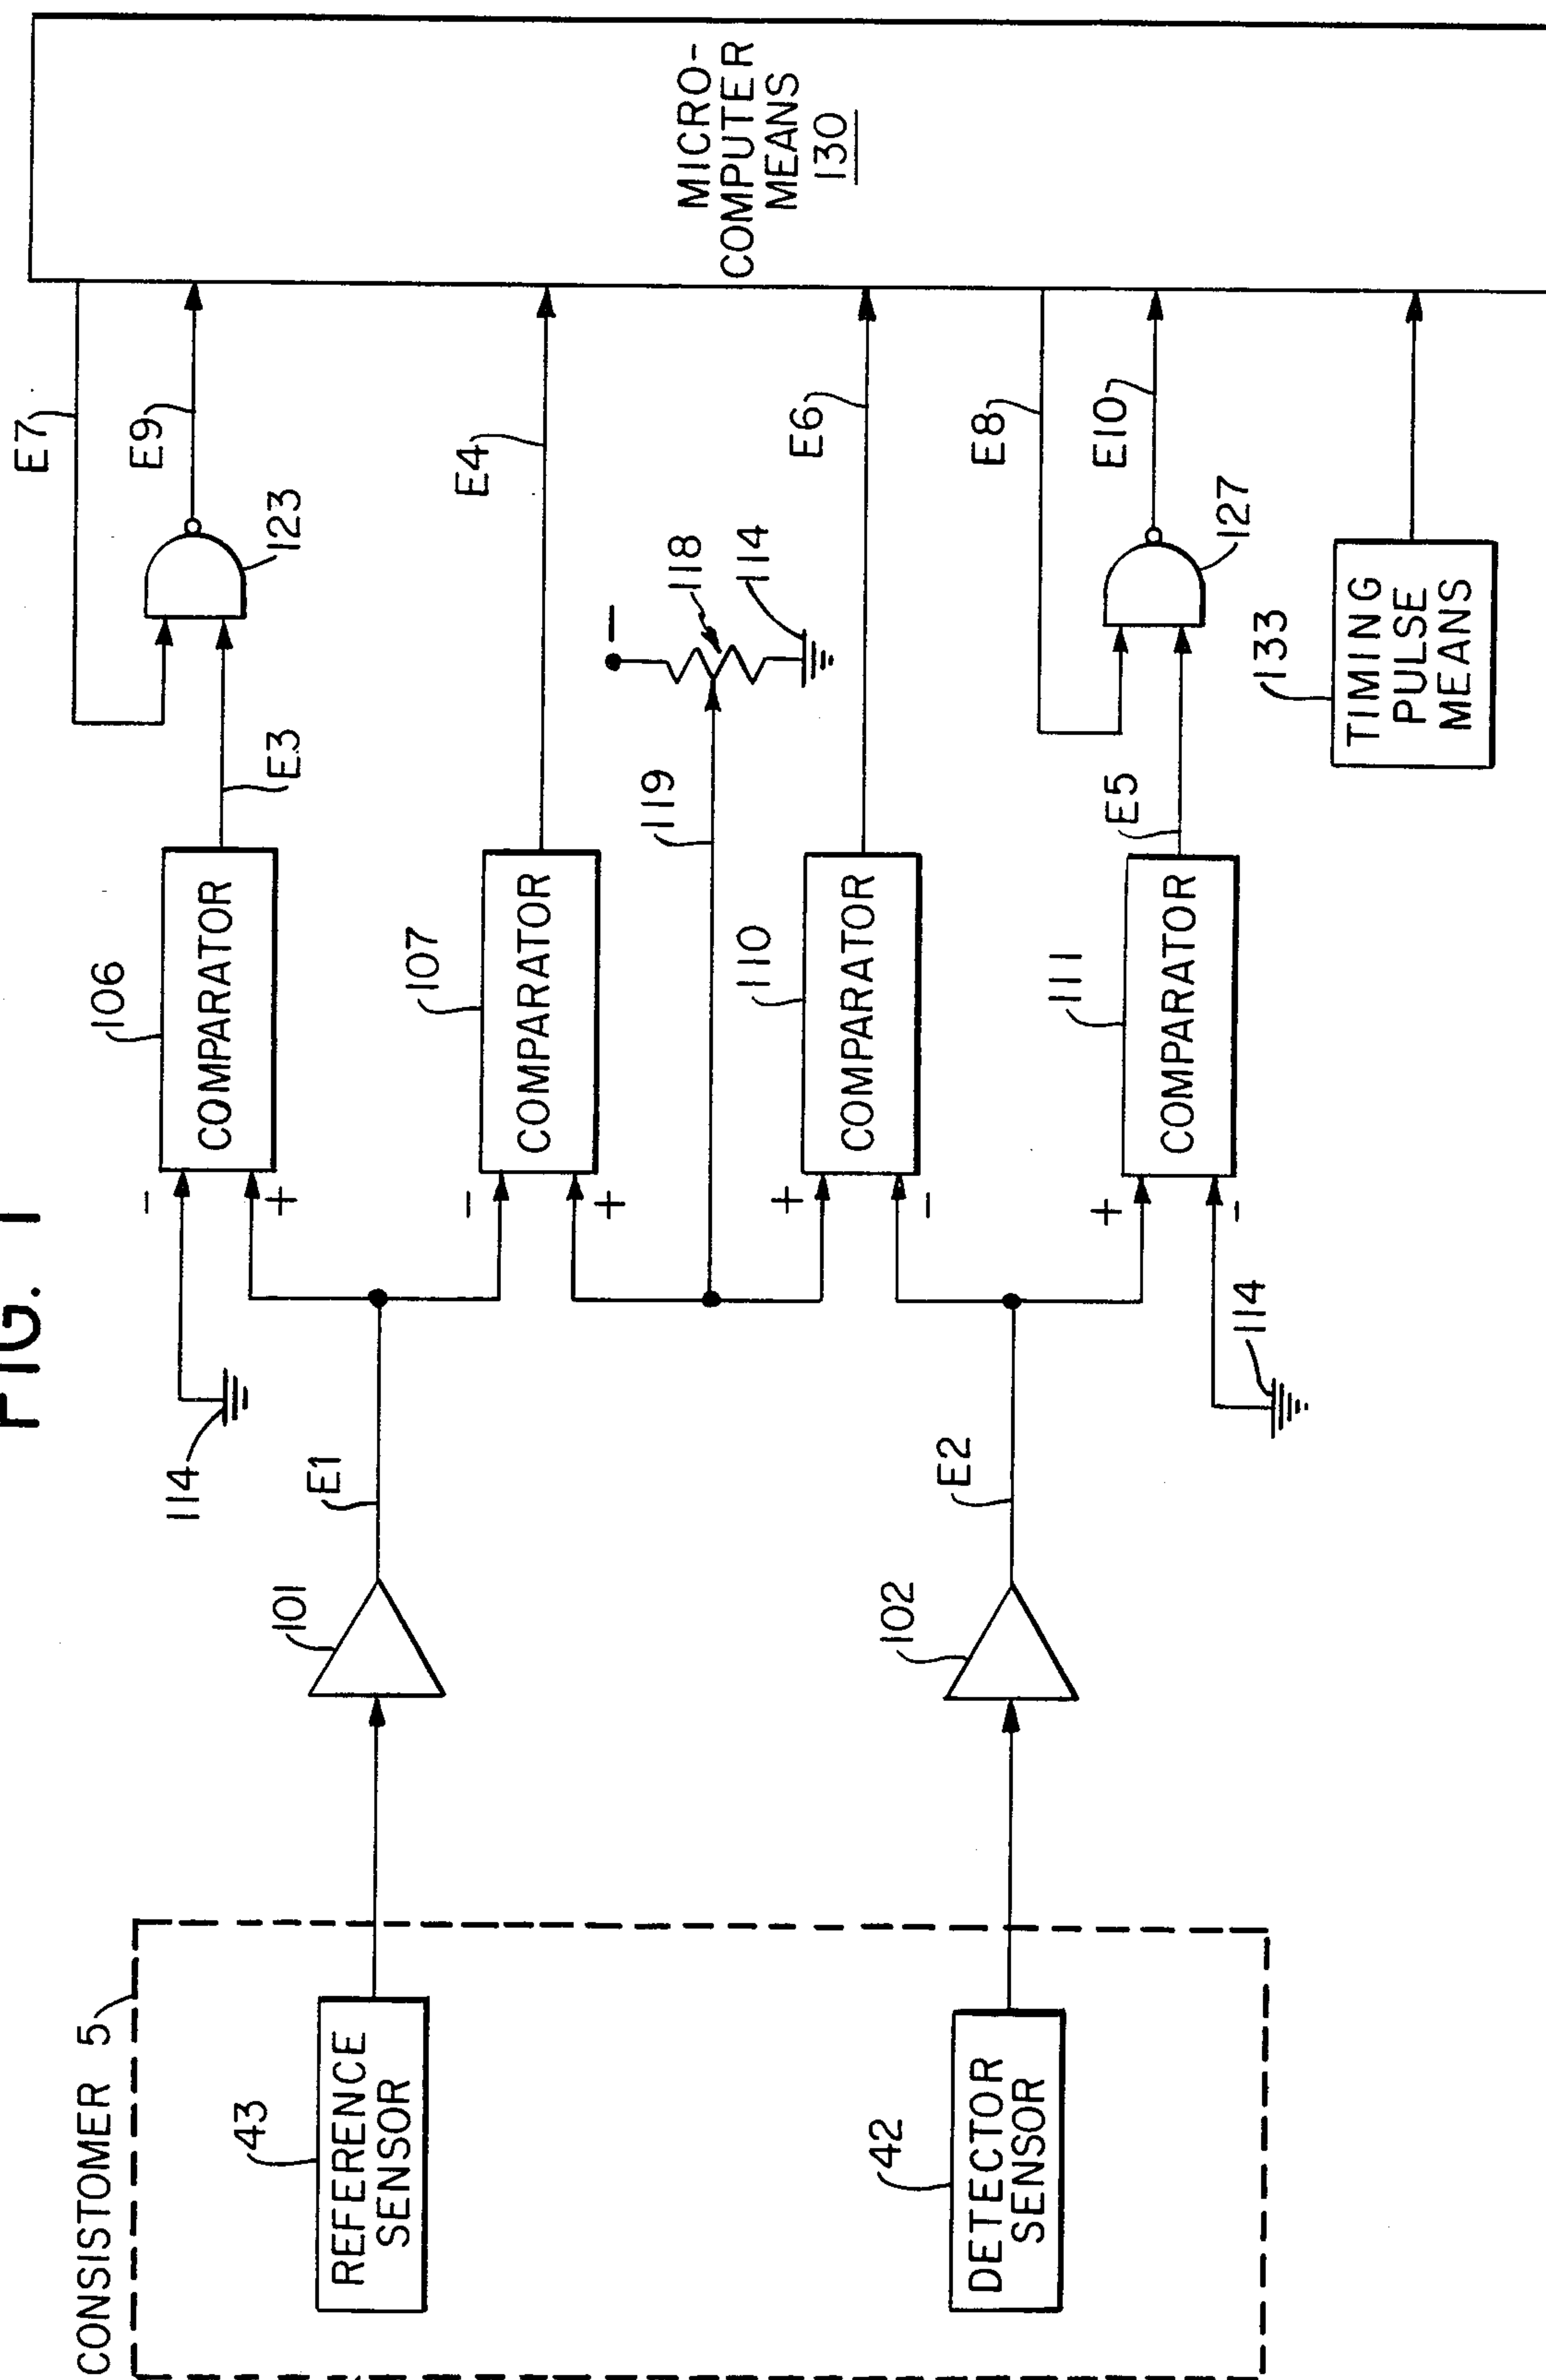 FIG. 1
CONSISTOMER 5
43
REFERENCE
SENSOR
42
DETECTOR
SENSOR
101
E1
102
E2
114
-
+
106
COMPARATOR
E3
-
+
107
COMPARATOR
E4
119
118
-
114
+
-
110
COMPARATOR
E6
+
-
114
111
COMPARATOR
E5
E7
E9
123
E8
E10
127
133
TIMING
PULSE
MEANS
MICRO-
COMPUTER
MEANS
130